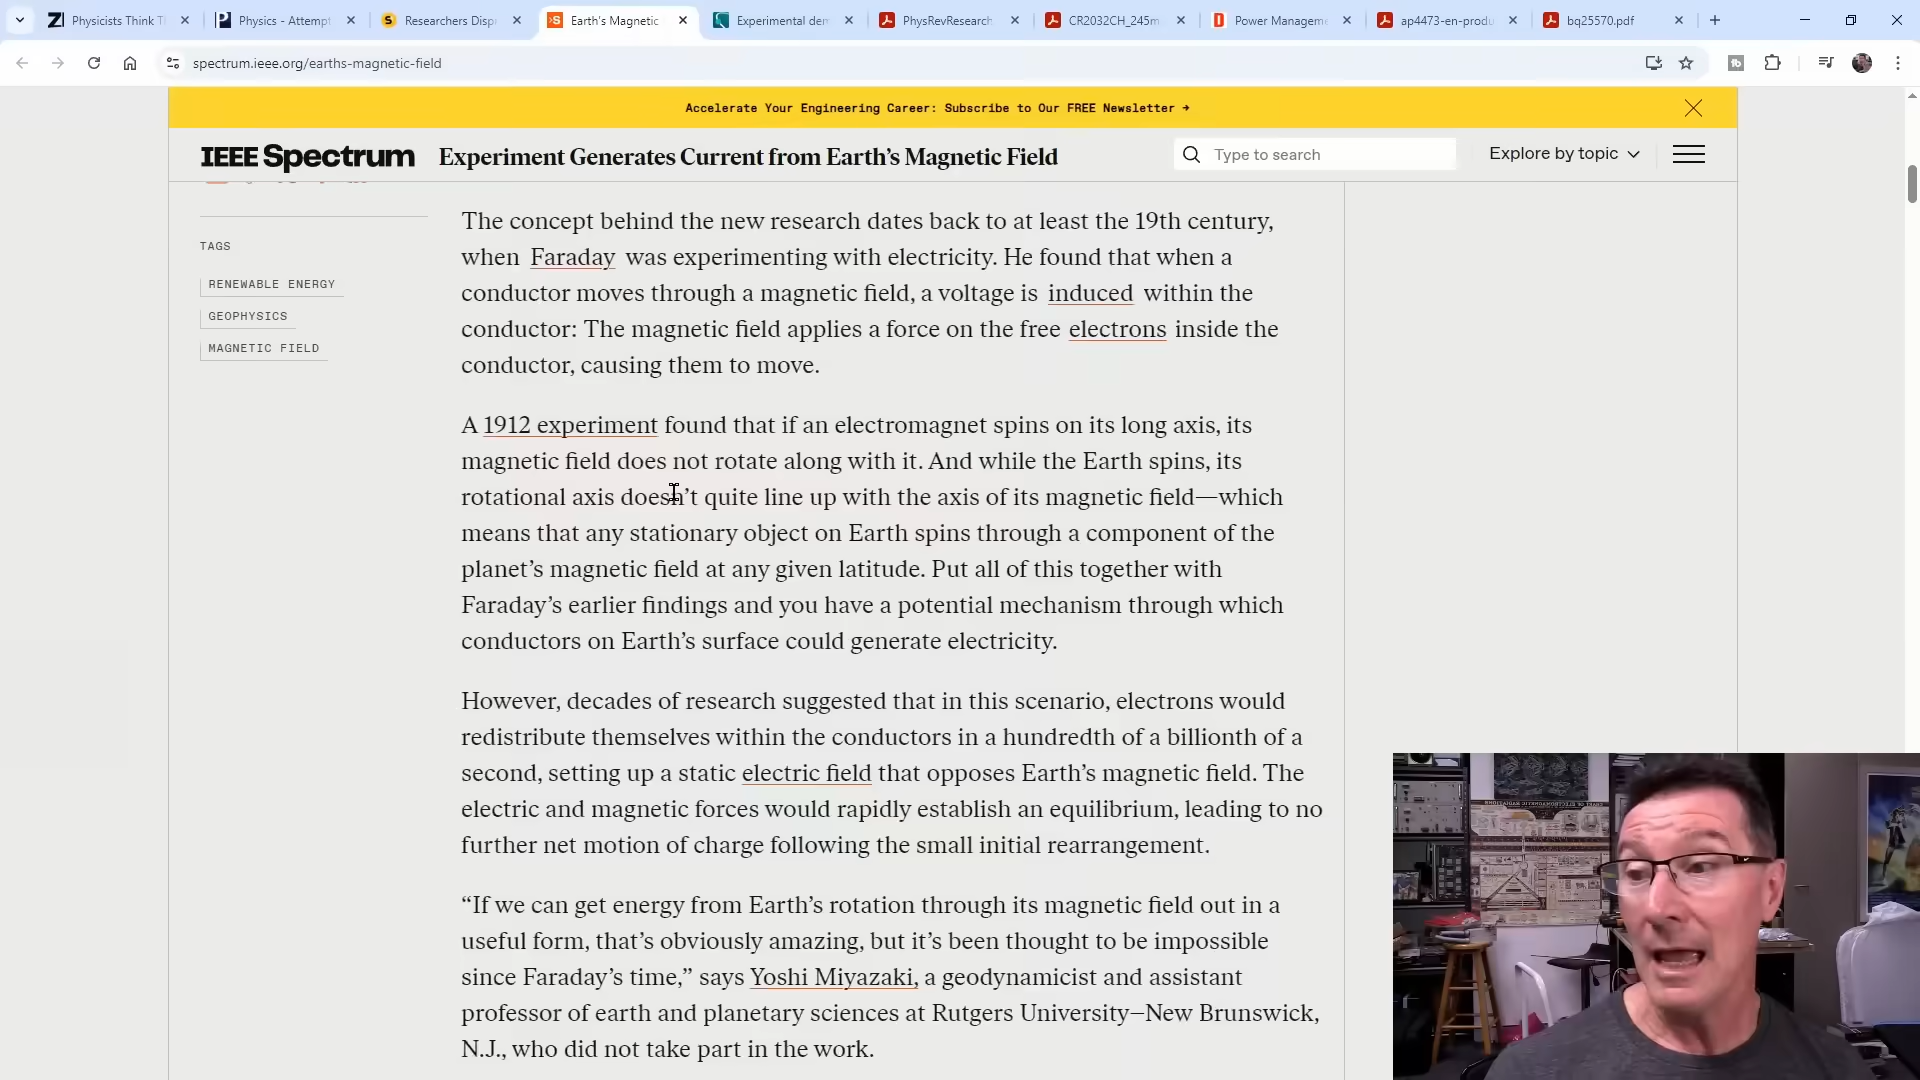 Physicists Think T
Physics - Attempt
Researchers Disp
Earth's Magnetic
Experimental den
PhysRevResearch
CR2032CH_245m
Power Manageme
ap4473-en-produ
bq25570.pdf
spectrum.ieee.org/earths-magnetic-field
Accelerate Your Engineering Career: Subscribe to Our FREE Newsletter →
IEEE Spectrum
Experiment Generates Current from Earth's Magnetic Field
Type to search
Explore by topic
TAGS
RENEWABLE ENERGY
GEOPHYSICS
MAGNETIC FIELD
The concept behind the new research dates back to at least the 19th century,
when Faraday was experimenting with electricity. He found that when a
conductor moves through a magnetic field, a voltage is induced within the
conductor: The magnetic field applies a force on the free electrons inside the
conductor, causing them to move.
A 1912 experiment found that if an electromagnet spins on its long axis, its
magnetic field does not rotate along with it. And while the Earth spins, its
rotational axis doesn't quite line up with the axis of its magnetic field—which
means that any stationary object on Earth spins through a component of the
planet's magnetic field at any given latitude. Put all of this together with
Faraday's earlier findings and you have a potential mechanism through which
conductors on Earth's surface could generate electricity.
However, decades of research suggested that in this scenario, electrons would
redistribute themselves within the conductors in a hundredth of a billionth of a
second, setting up a static electric field that opposes Earth's magnetic field. The
electric and magnetic forces would rapidly establish an equilibrium, leading to no
further net motion of charge following the small initial rearrangement.
“If we can get energy from Earth's rotation through its magnetic field out in a
useful form, that's obviously amazing, but it's been thought to be impossible
since Faraday's time,” says Yoshi Miyazaki, a geodynamicist and assistant
professor of earth and planetary sciences at Rutgers University–New Brunswick,
N.J., who did not take part in the work.